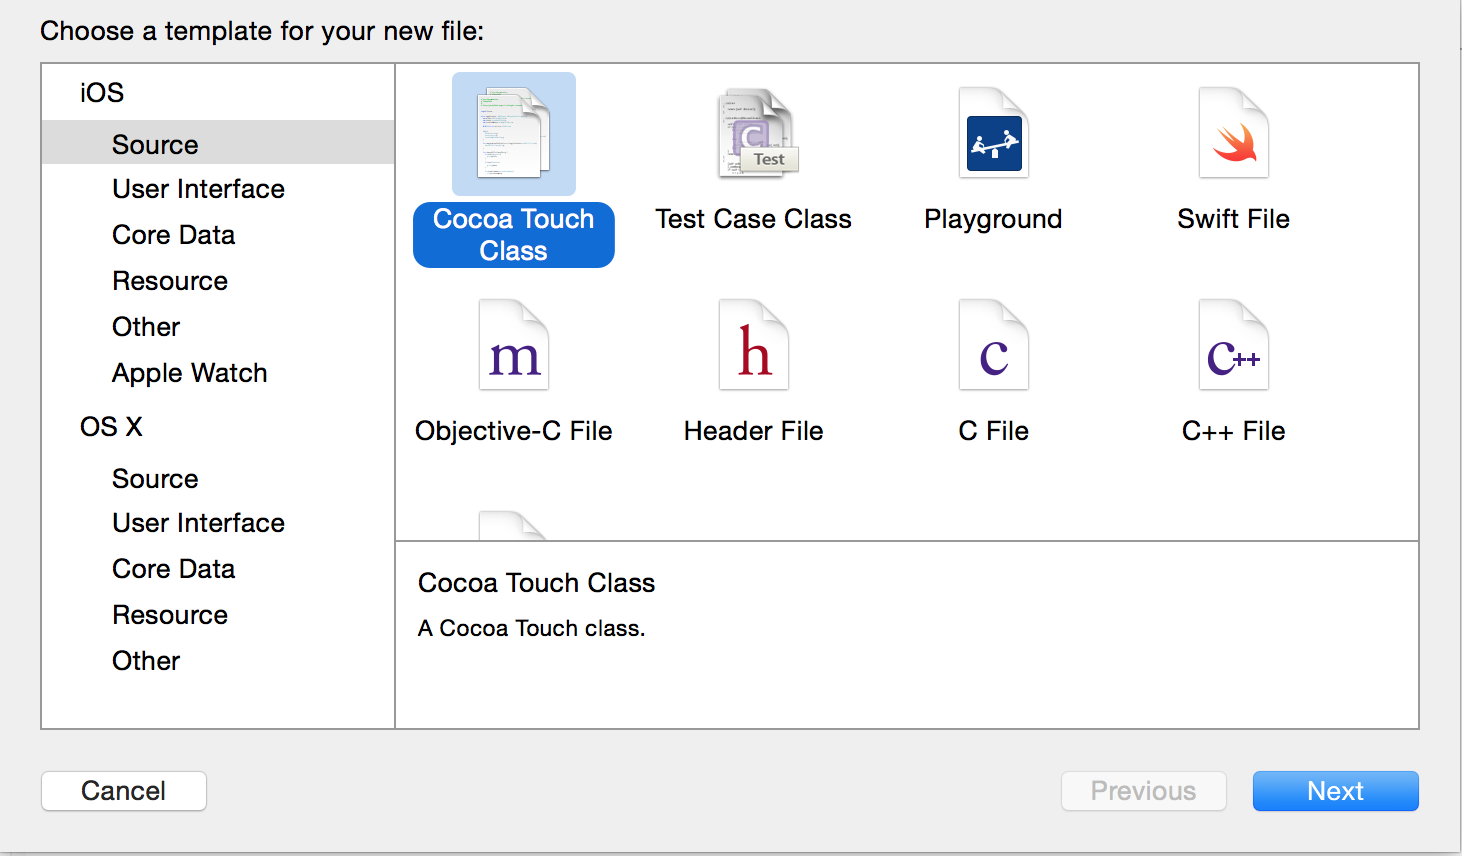 Choose a template for your new file:
iOS
Source
User Interface
Core Data
Resource
Other
Apple Watch
OS X
Source
User Interface
Core Data
Resource
Other
Cocoa Touch
Class
Test
Test Case Class
Playground
Swift File
m
Objective-C File
h
Header File
c
C File
C++
C++ File
Cocoa Touch Class
A Cocoa Touch class.
Cancel
Previous
Next